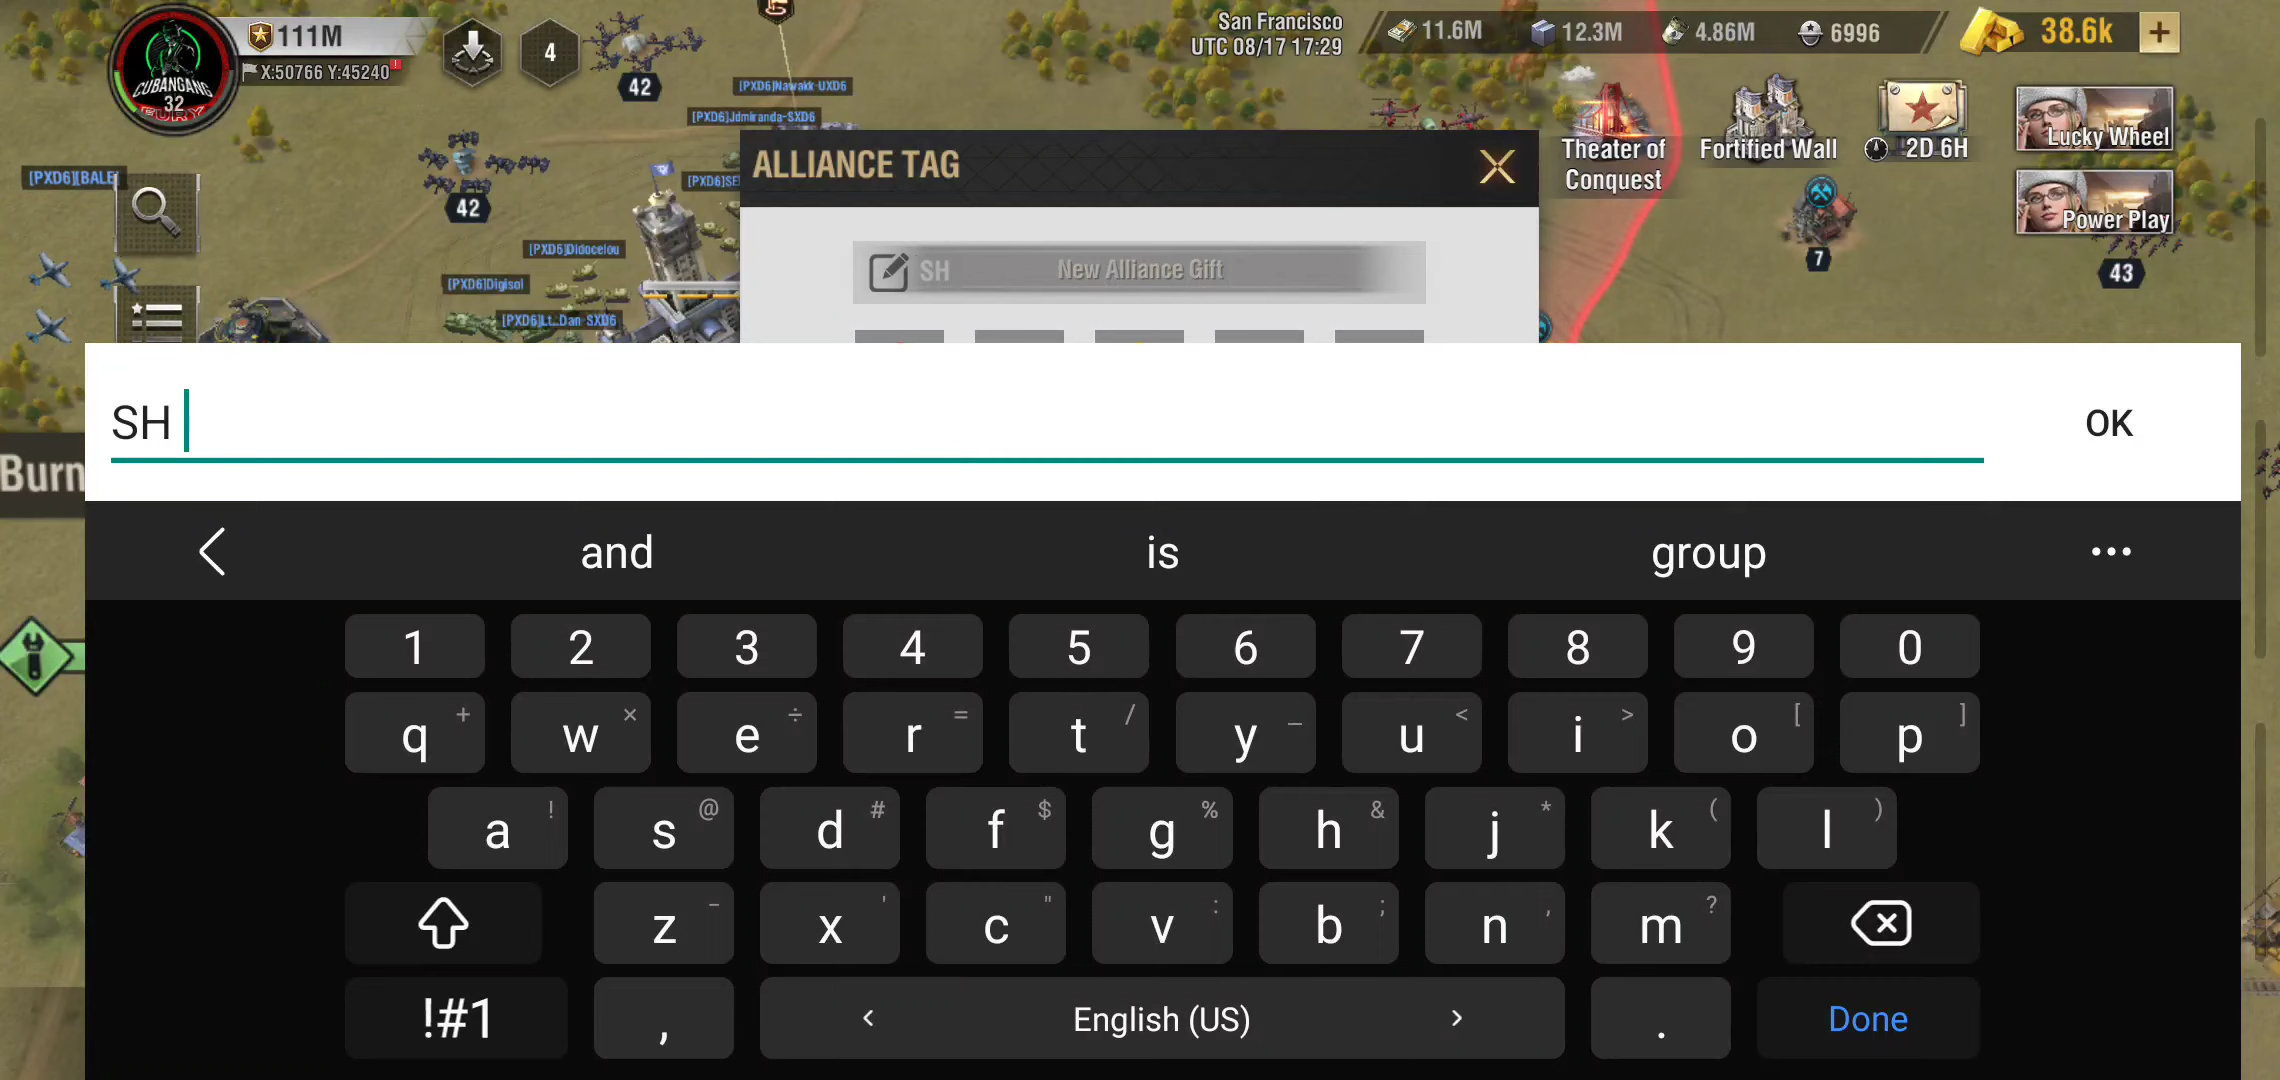 111M
X:50766 Y:45240
CUBANGANG
32
FURY
4
42
San Francisco
UTC 08/17 17:29
11.6M
12.3M
4.86M
6996
38.6k
[PXD6]Nawakk-UXD6
[PXD6]Jdmiranda-SXD6
[PXD6][BALE
[PXD6]SE
42
ALLIANCE TAG
Theater of
Conquest
Fortified Wall
2D 6H
Lucky Wheel
Power Play
7
43
[PXD6]Didocelou
[PXD6]Digisol
[PXD6]Lt_Dan-SXD6
SH
New Alliance Gift
SH
OK
Burn
and
is
group
1 2 3 4 5 6 7 8 9 0
q + w × e ÷ r = t / y _ u < i > o [ p ]
a ! s @ d # f $ g % h & j * k ( l )
z - x ' c " v : b ; n , m ?
!#1 , < English (US) > . Done